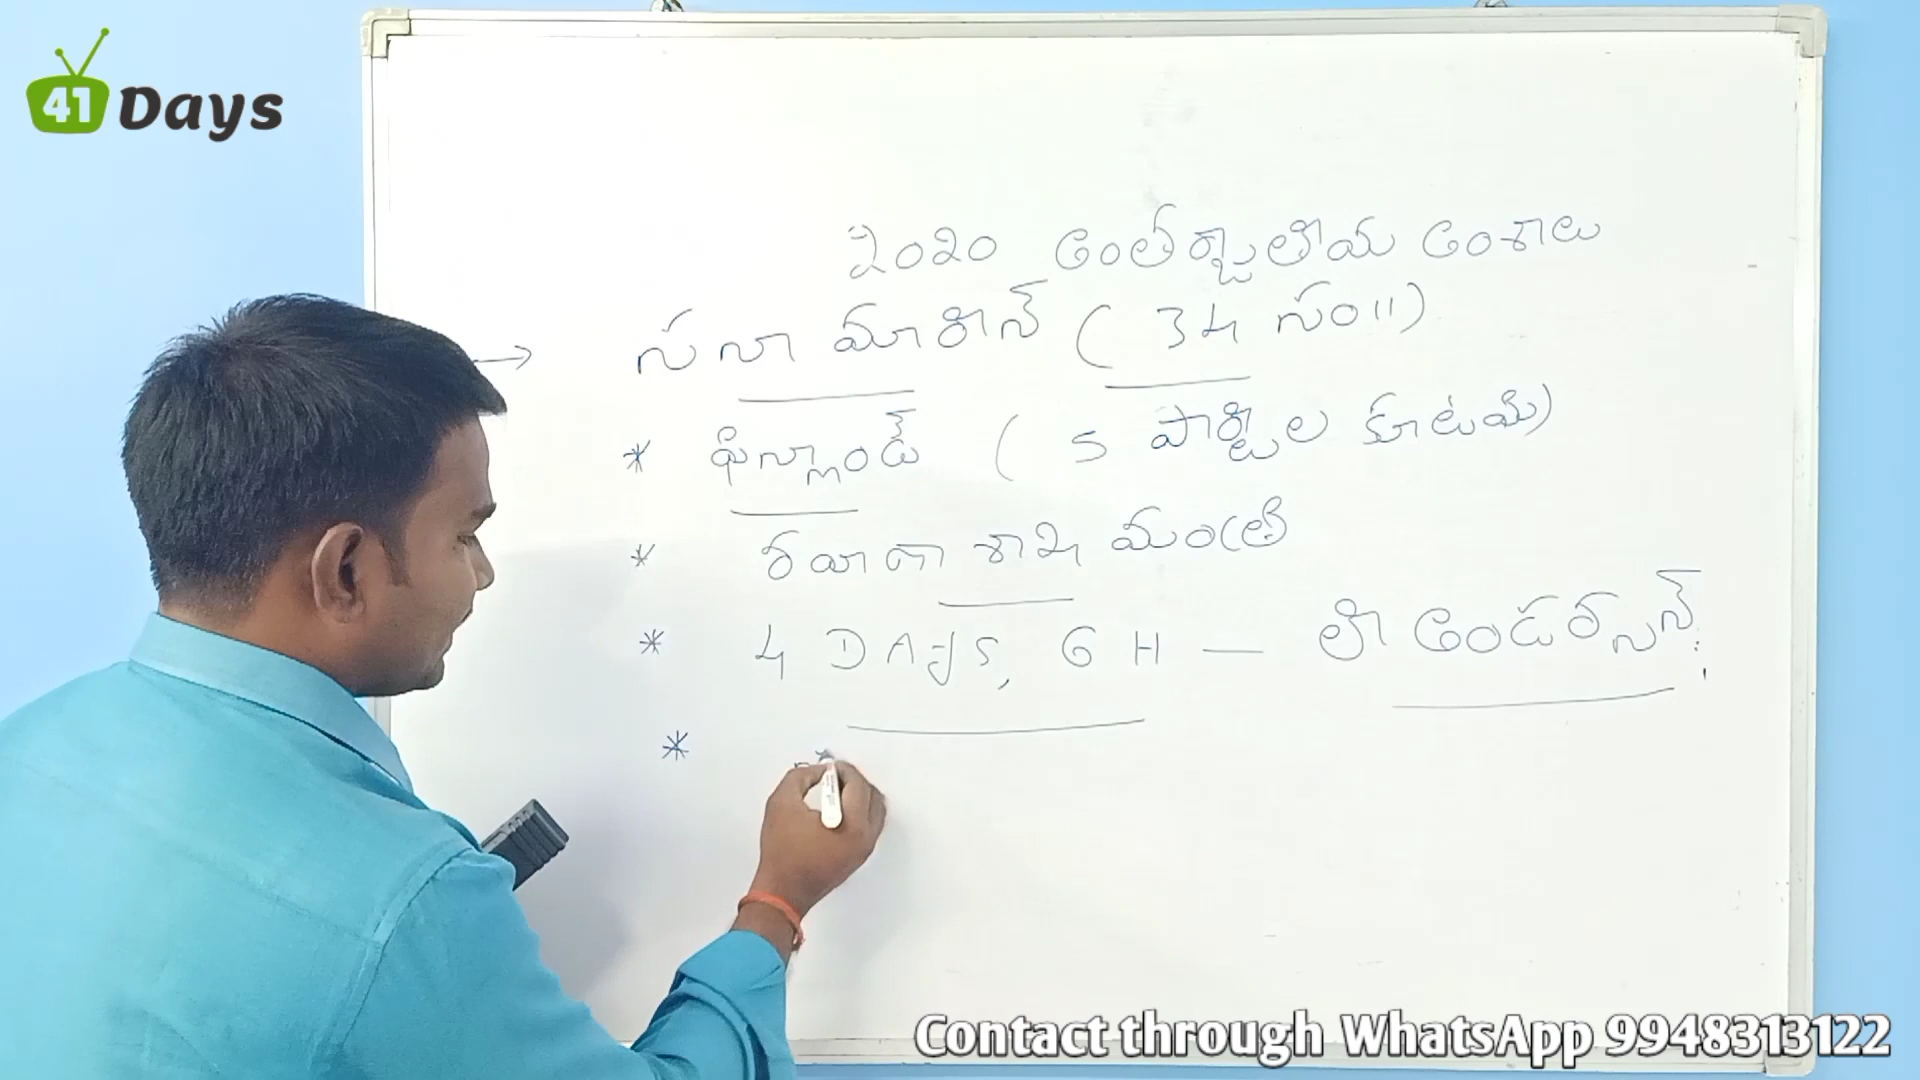 41 Days
2020 అంతర్జాతీయ అంశాలు
→ సనా మారిన్ ( 34 సం॥)
* ఫిన్లాండ్ ( 5 పార్టీల కూటమి)
* రవాణా శాఖ మంత్రి
* 4 DAYS, 6 H — లీ ఆండర్సన్
*
Contact through WhatsApp 9948313122